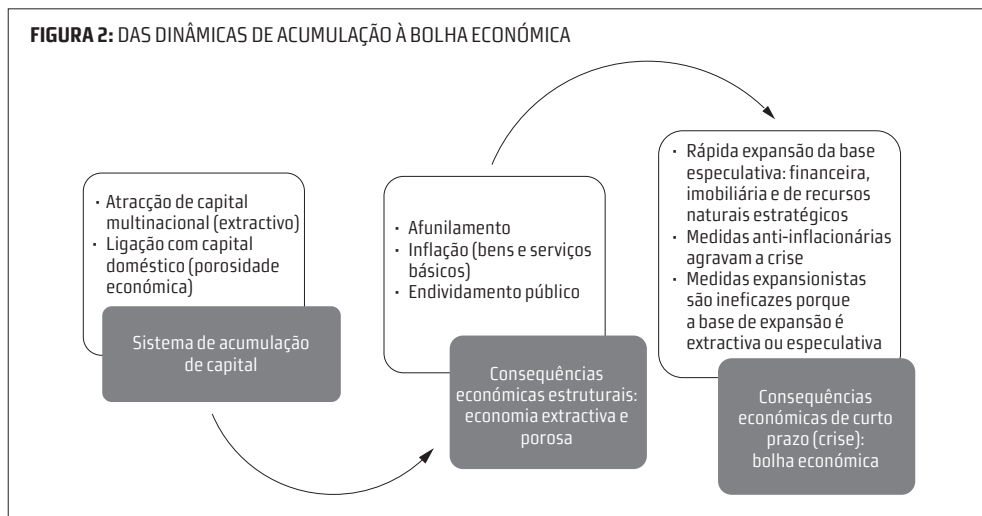 FIGURA 2: DAS DINÂMICAS DE ACUMULAÇÃO À BOLHA ECONÓMICA
· Atracção de capital
multinacional (extractivo)
· Ligação com capital
doméstico (porosidade
económica)
Sistema de acumulação
de capital
· Afunilamento
· Inflação (bens e serviços
básicos)
· Endividamento público
Consequências
económicas estruturais:
economia extractiva e
porosa
· Rápida expansão da base
especulativa: financeira,
imobiliária e de recursos
naturais estratégicos
· Medidas anti-inflacionárias
agravam a crise
· Medidas expansionistas
são ineficazes porque
a base de expansão é
extractiva ou especulativa
Consequências
económicas de curto
prazo (crise):
bolha económica